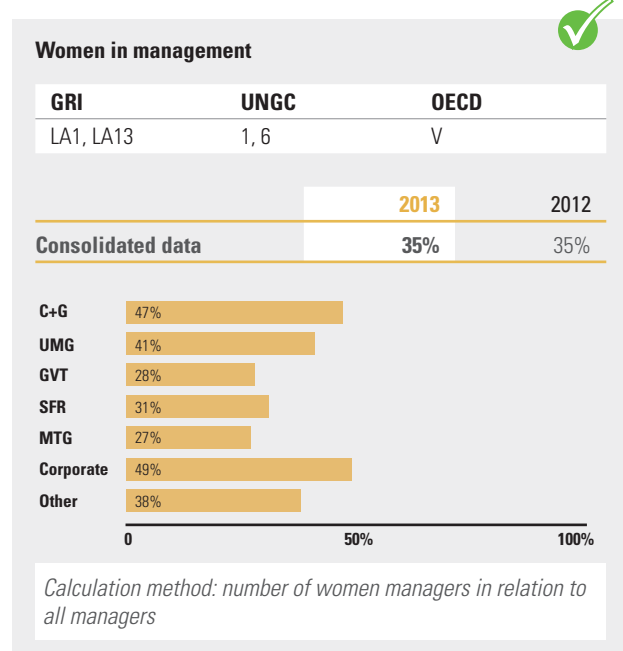 Women in management
GRI UNGC OECD
LA1, LA13 1, 6 V
2013 2012
Consolidated data 35% 35%
C+G 47%
UMG 41%
GVT 28%
SFR 31%
MTG 27%
Corporate 49%
Other 38%
0 50% 100%
Calculation method: number of women managers in relation to
all managers